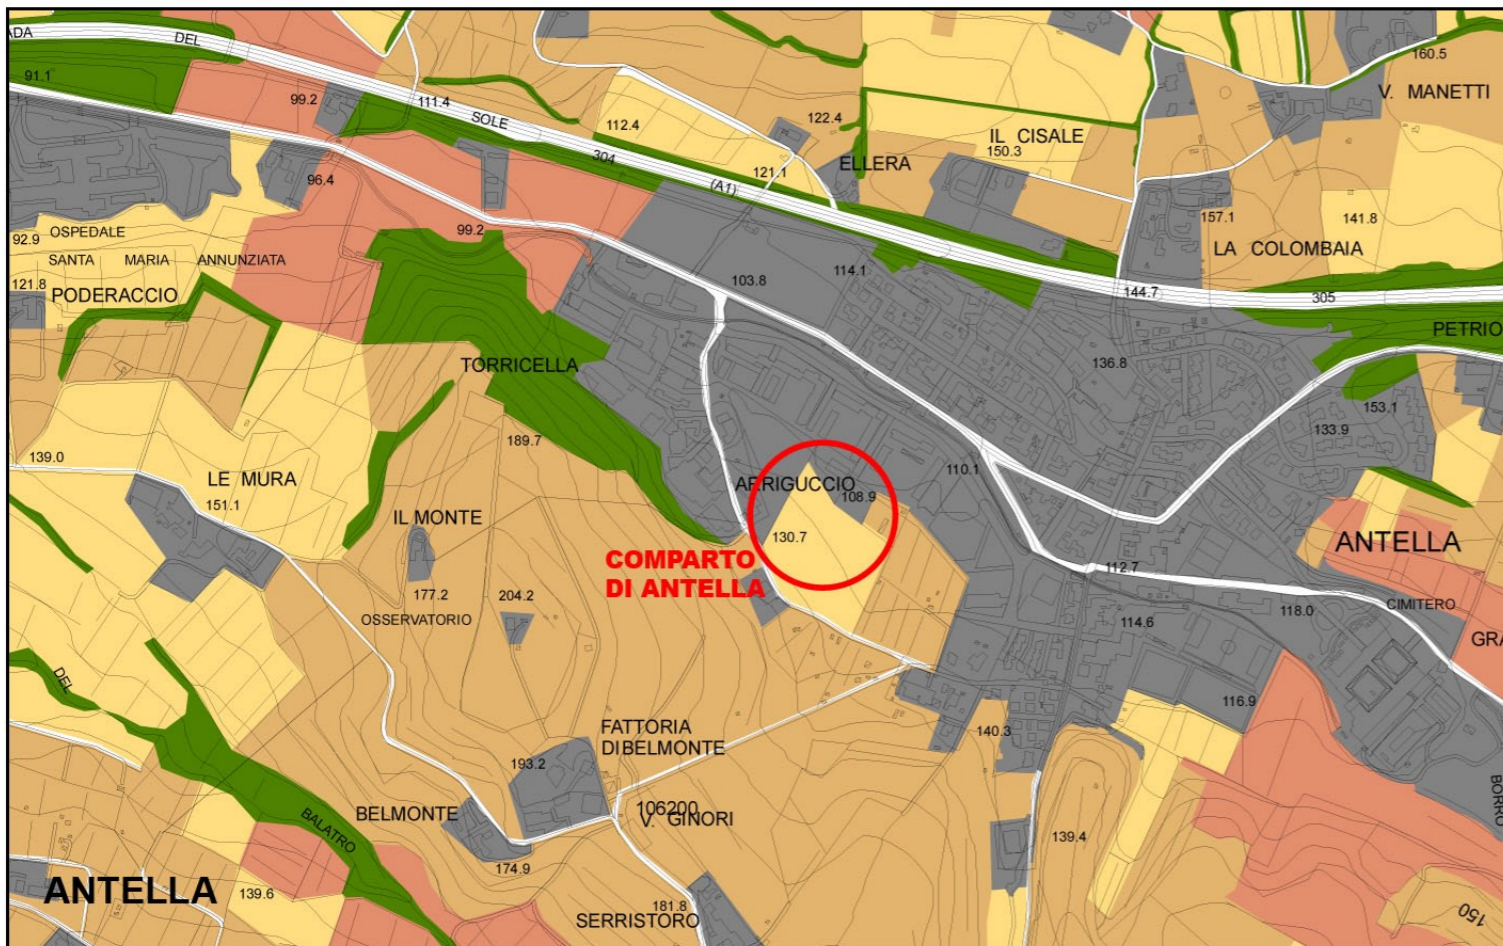 ADA
DEL
160.5
91.1
V. MANETTI
99.2
111.4
SOLE
112.4
122.4
IL CISALE
150.3
304
ELLERA
121.1
(A1)
96.4
157.1
141.8
99.2
92.9
OSPEDALE
SANTA MARIA ANNUNZIATA
LA COLOMBAIA
114.1
103.8
121.8
PODERACCIO
144.7
305
PETRIO
TORRICELLA
136.8
153.1
133.9
189.7
139.0
LE MURA
151.1
110.1
ARRIGUCCIO
108.9
IL MONTE
130.7
ANTELLA
COMPARTO
DI ANTELLA
112.7
177.2
204.2
OSSERVATORIO
CIMITERO
118.0
114.6
GRA
DEL
116.9
FATTORIA
DIBELMONTE
140.3
193.2
106200
V. GINORI
BELMONTE
BORRO
BALATRO
139.4
174.9
ANTELLA
139.6
181.8
SERRISTORO
150